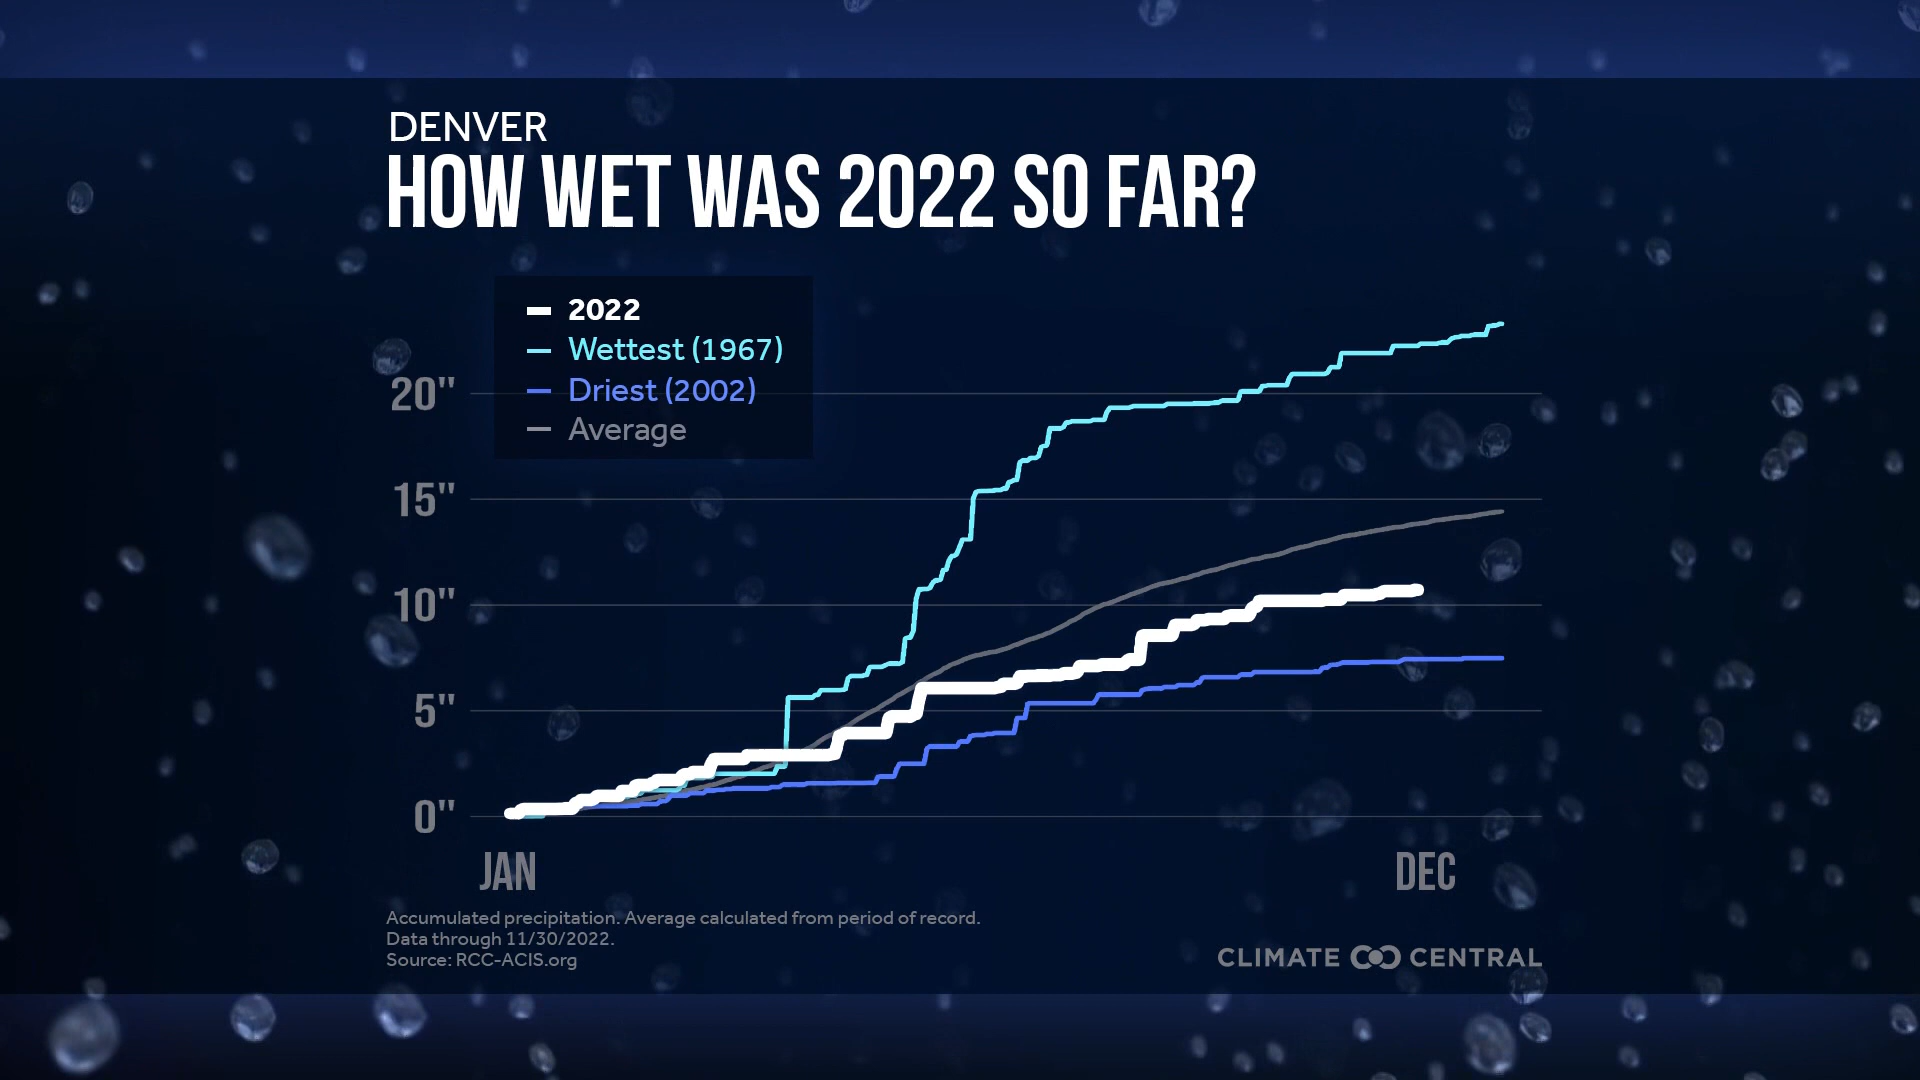 DENVER
HOW WET WAS 2022 SO FAR?
2022
Wettest (1967)
Driest (2002)
Average
20"
15"
10"
5"
0"
JAN
DEC
Accumulated precipitation. Average calculated from period of record.
Data through 11/30/2022.
Source: RCC-ACIS.org
CLIMATE CENTRAL